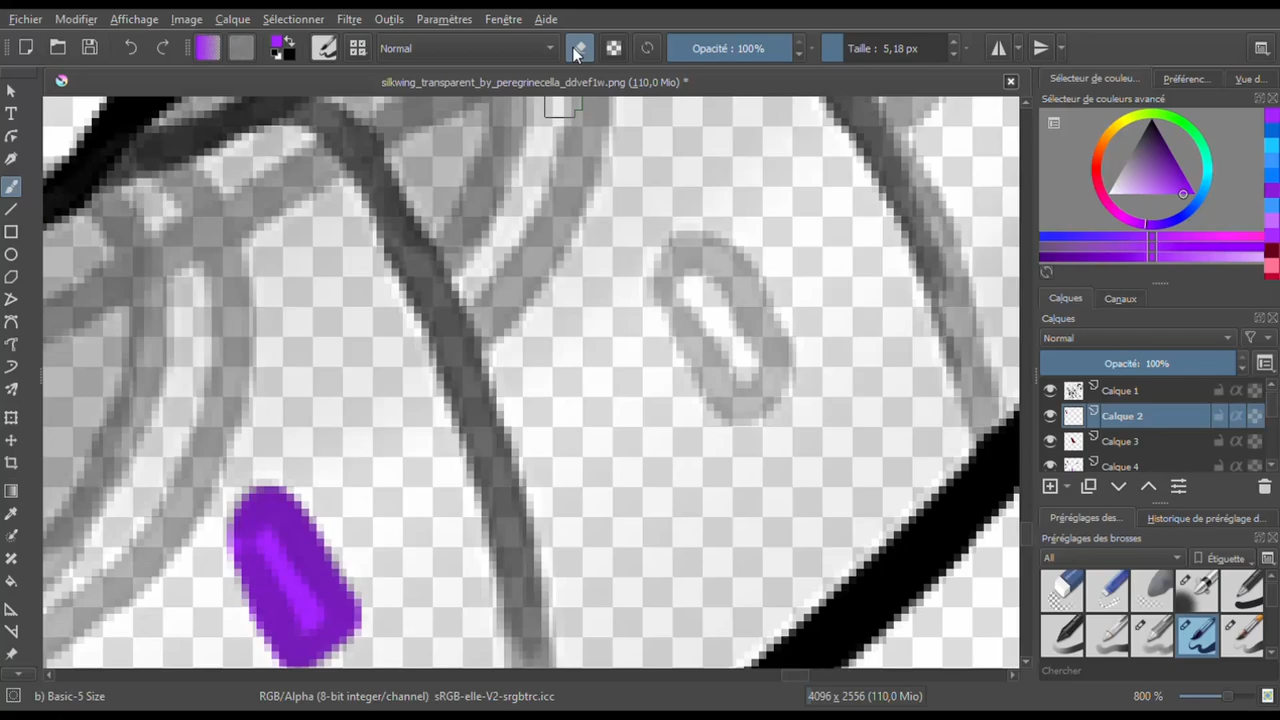 Fichier Modifier Affichage Image Calque Sélectionner Filtre Outils Paramètres Fenêtre Aide
Normal Opacité : 100% Taille : 5,18 px
silkwing_transparent_by_peregrinecella_ddvef1w.png (110,0 Mio) *
Sélecteur de couleu... Préférenc... Vue d...
Sélecteur de couleurs avancé
Calques Canaux
Calques
Normal
Opacité: 100%
Calque 1
Calque 2
Calque 3
Calque 4
Préréglages des... Historique de préréglage d...
Préréglages des brosses
All Étiquette
Chercher
b) Basic-5 Size RGB/Alpha (8-bit integer/channel) sRGB-elle-V2-srgbtrc.icc 4096 x 2556 (110,0 Mio) 800 %